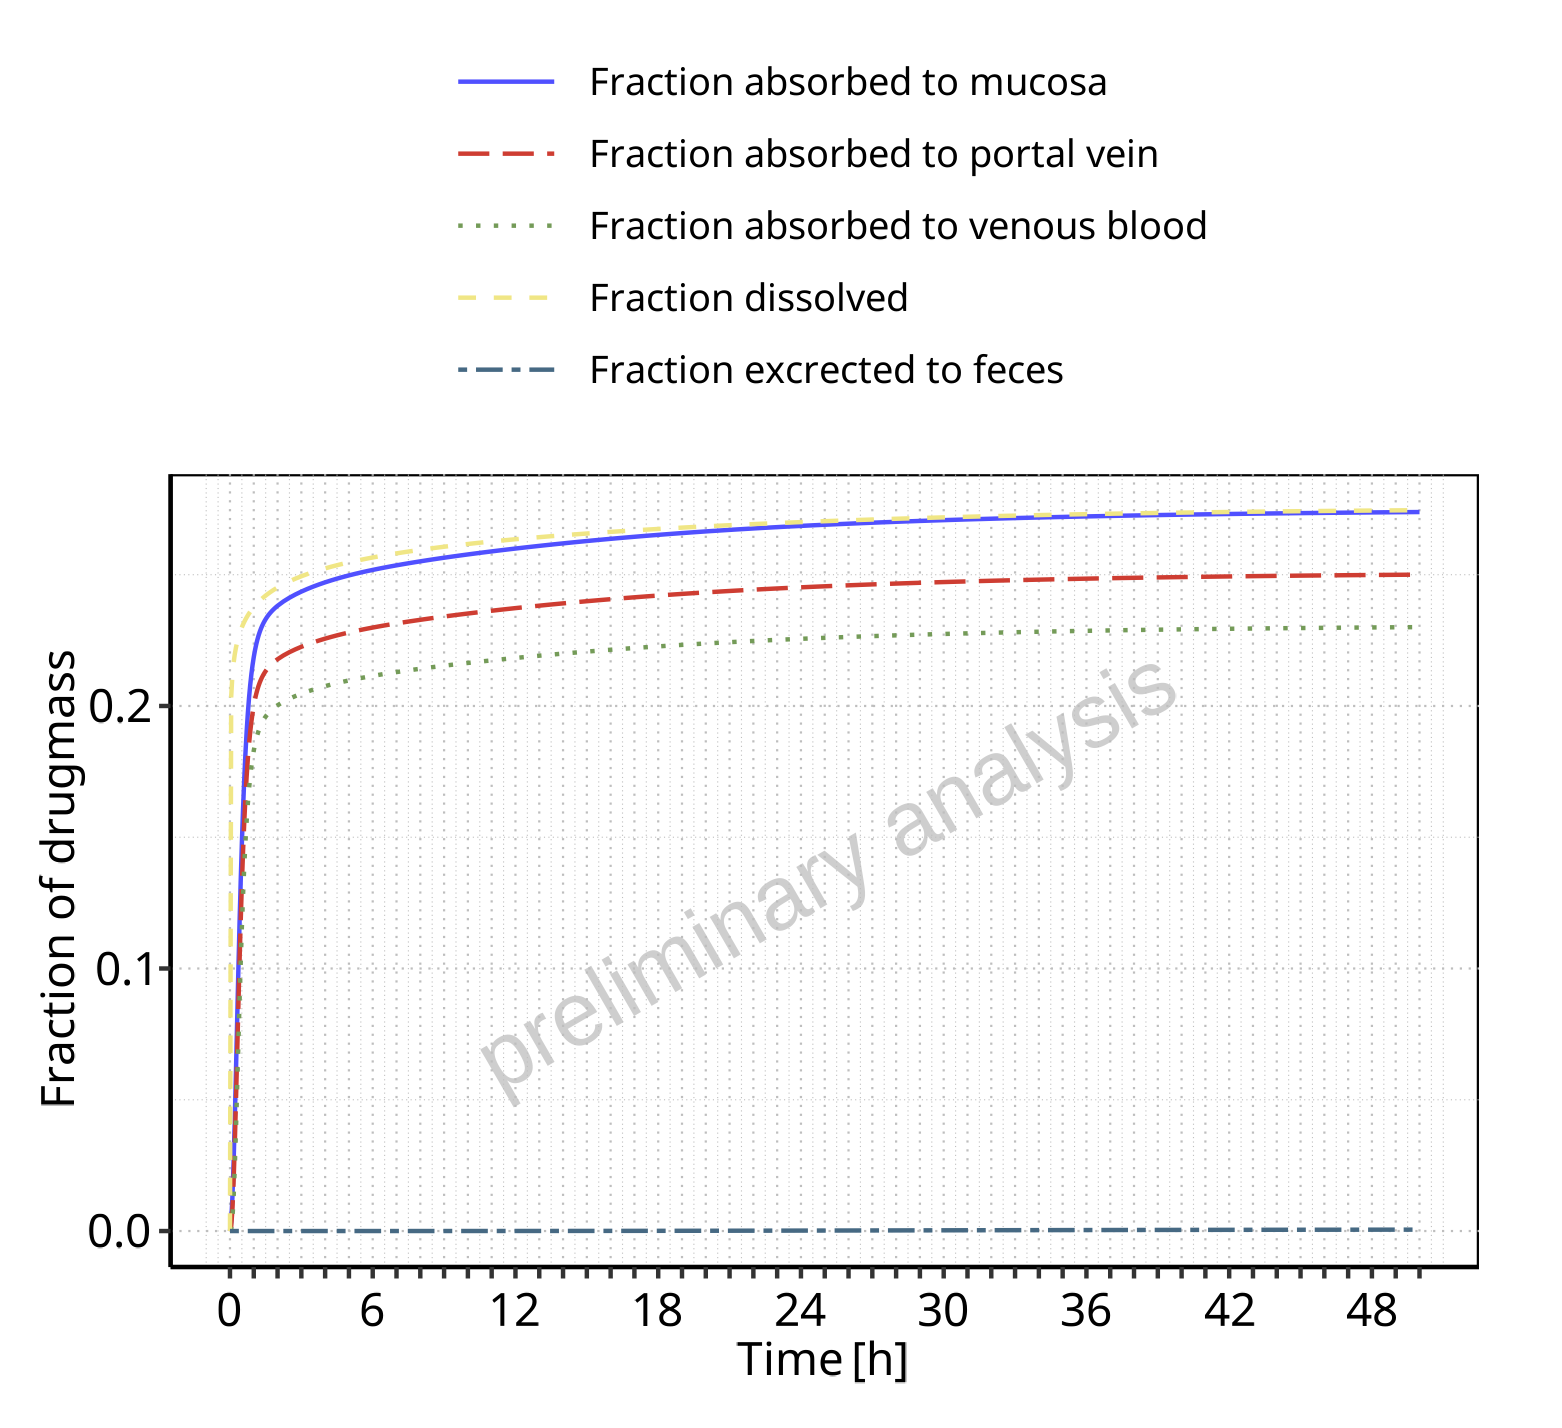 Fraction absorbed to mucosa
Fraction absorbed to portal vein
Fraction absorbed to venous blood
Fraction dissolved
Fraction excrected to feces
Fraction of drugmass
0.2
0.1
0.0
preliminary analysis
0 6 12 18 24 30 36 42 48
Time [h]